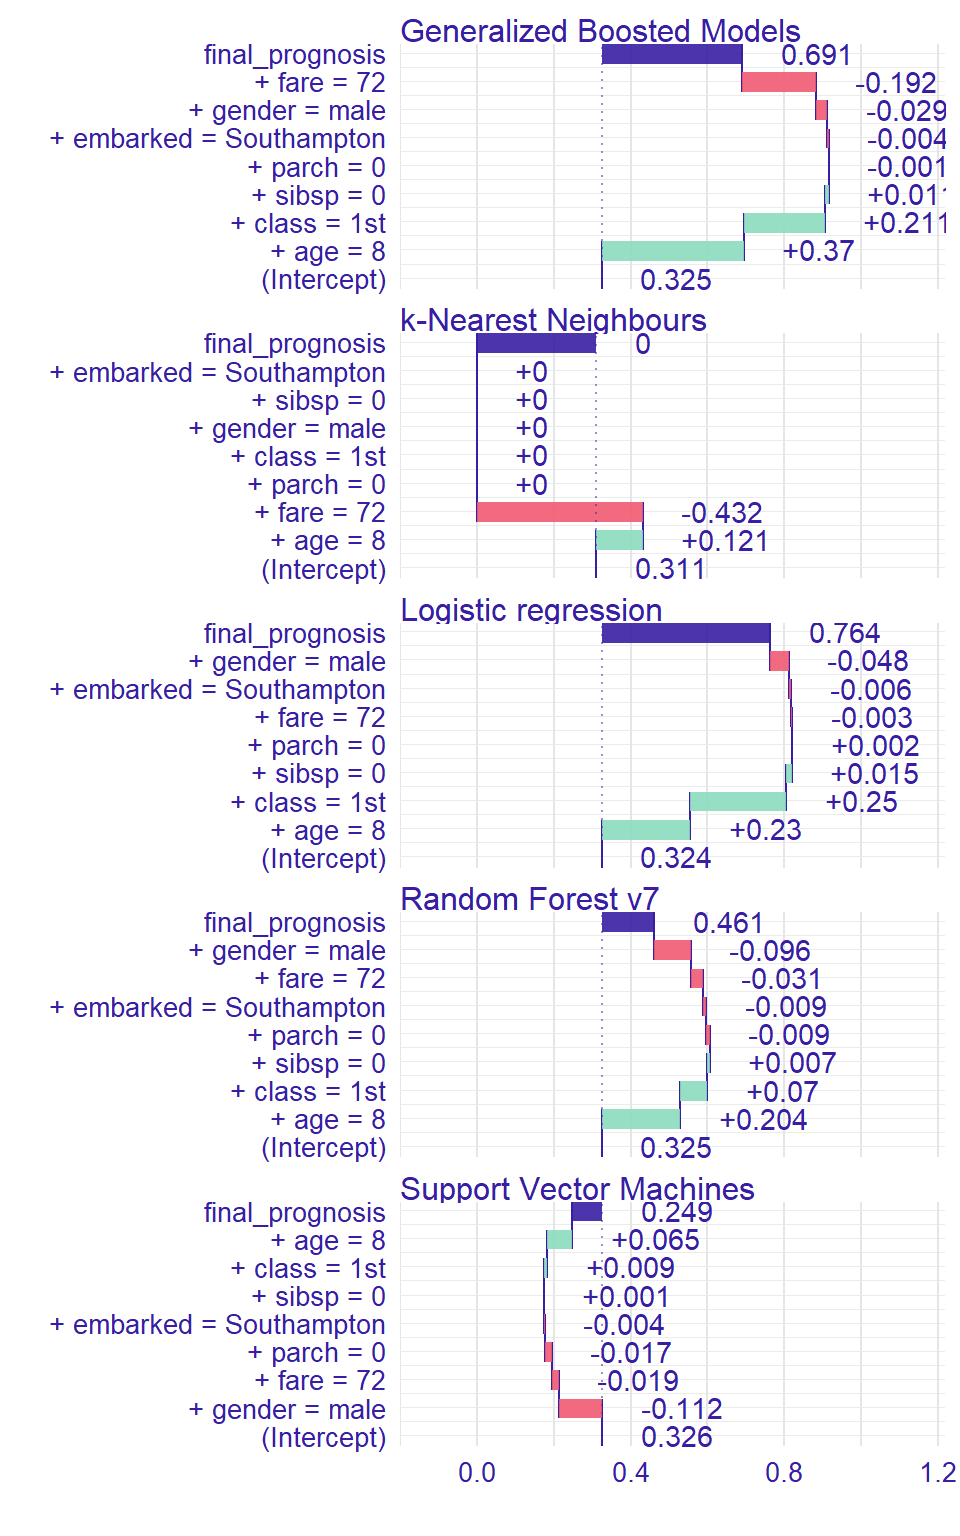 Generalized Boosted Models
final_prognosis 0.691
+ fare = 72 -0.192
+ gender = male -0.029
+ embarked = Southampton -0.004
+ parch = 0 -0.001
+ sibsp = 0 +0.011
+ class = 1st +0.211
+ age = 8 +0.37
(Intercept) 0.325
k-Nearest Neighbours
final_prognosis 0
+ embarked = Southampton +0
+ sibsp = 0 +0
+ gender = male +0
+ class = 1st +0
+ parch = 0 +0
+ fare = 72 -0.432
+ age = 8 +0.121
(Intercept) 0.311
Logistic regression
final_prognosis 0.764
+ gender = male -0.048
+ embarked = Southampton -0.006
+ fare = 72 -0.003
+ parch = 0 +0.002
+ sibsp = 0 +0.015
+ class = 1st +0.25
+ age = 8 +0.23
(Intercept) 0.324
Random Forest v7
final_prognosis 0.461
+ gender = male -0.096
+ fare = 72 -0.031
+ embarked = Southampton -0.009
+ parch = 0 -0.009
+ sibsp = 0 +0.007
+ class = 1st +0.07
+ age = 8 +0.204
(Intercept) 0.325
Support Vector Machines
final_prognosis 0.249
+ age = 8 +0.065
+ class = 1st +0.009
+ sibsp = 0 +0.001
+ embarked = Southampton -0.004
+ parch = 0 -0.017
+ fare = 72 -0.019
+ gender = male -0.112
(Intercept) 0.326
0.0 0.4 0.8 1.2